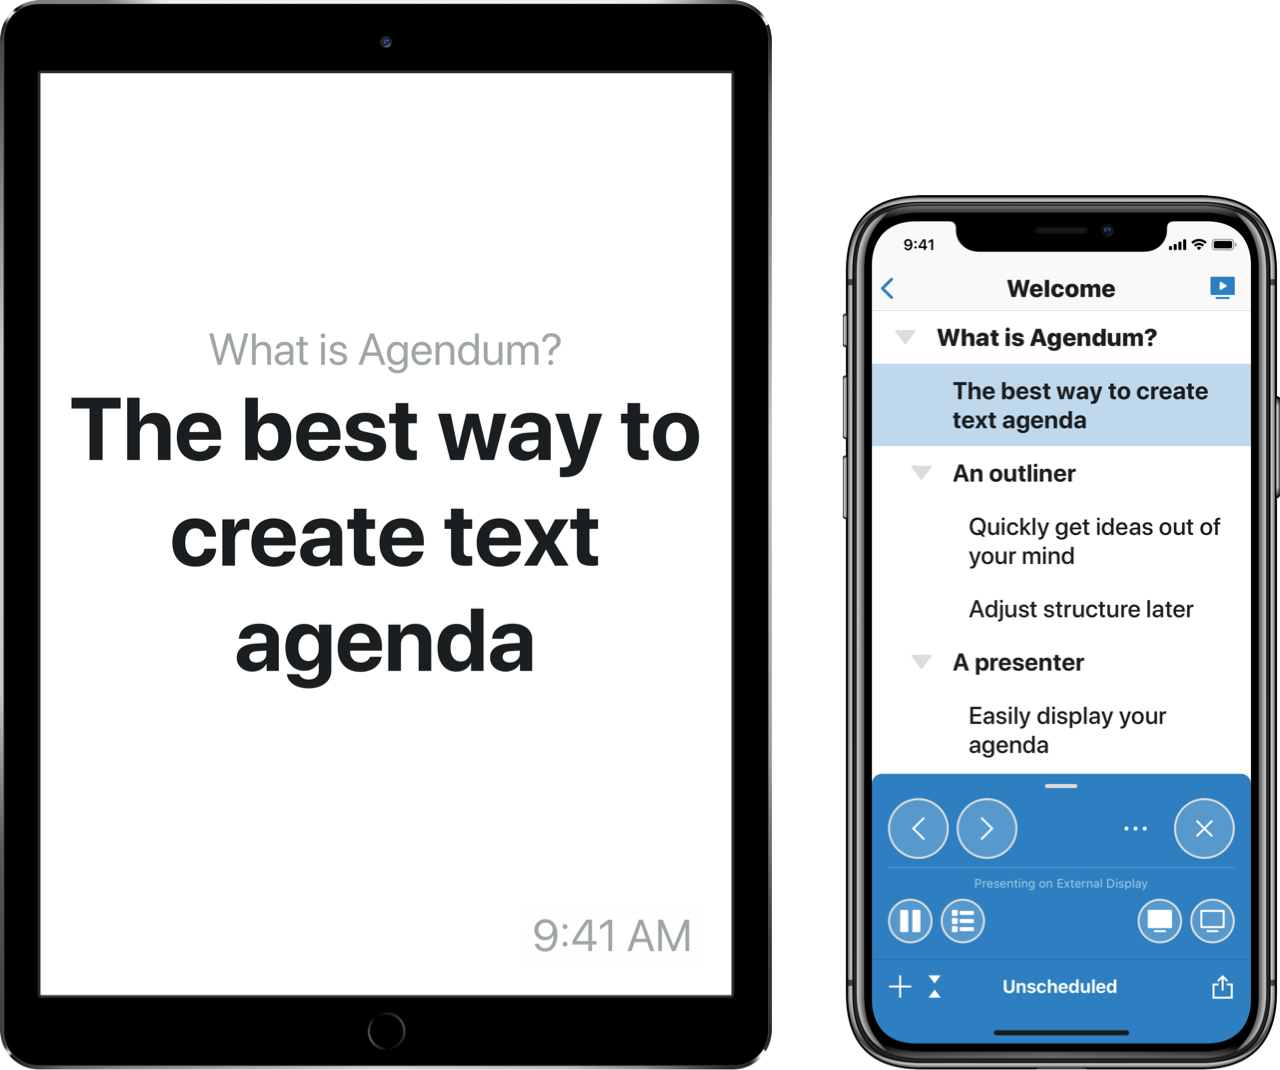 What is Agendum?
The best way to
create text
agenda
9:41 AM
9:41
Welcome
What is Agendum?
The best way to create
text agenda
An outliner
Quickly get ideas out of
your mind
Adjust structure later
A presenter
Easily display your
agenda
Presenting on External Display
Unscheduled